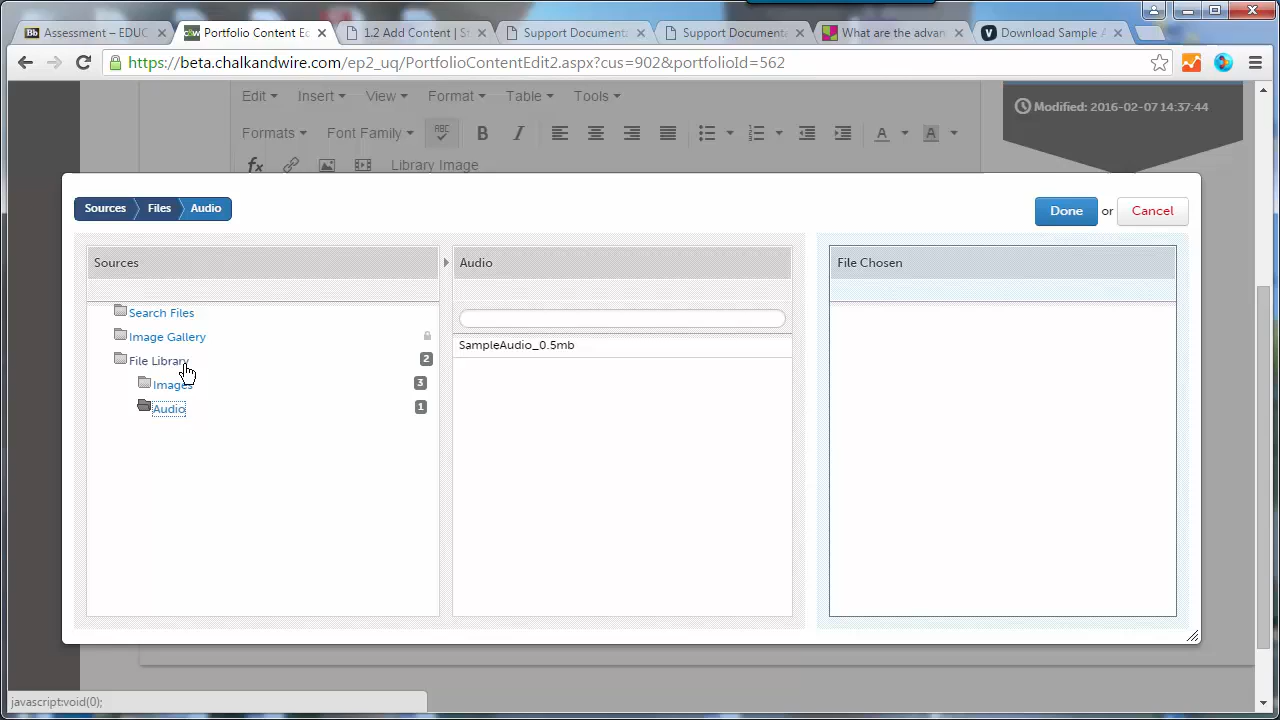 Assessment – EDUC
Portfolio Content Ed
1.2 Add Content | St
Support Documenta
Support Documenta
What are the advan
Download Sample A
https://beta.chalkandwire.com/ep2_uq/PortfolioContentEdit2.aspx?cus=902&portfolioId=562
Edit Insert View Format Table Tools
Modified: 2016-02-07 14:37:44
Formats Font Family ABC B I A A
fx Library Image
Sources Files Audio
Done or Cancel
Sources
Audio
File Chosen
Search Files
Image Gallery
File Library 2
Images 3
Audio 1
SampleAudio_0.5mb
javascript:void(0);